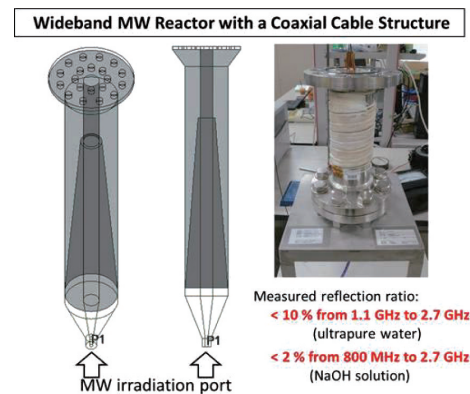 Wideband MW Reactor with a Coaxial Cable Structure
P1
P1
MW irradiation port
Measured reflection ratio:
< 10 % from 1.1 GHz to 2.7 GHz
(ultrapure water)
< 2 % from 800 MHz to 2.7 GHz
(NaOH solution)